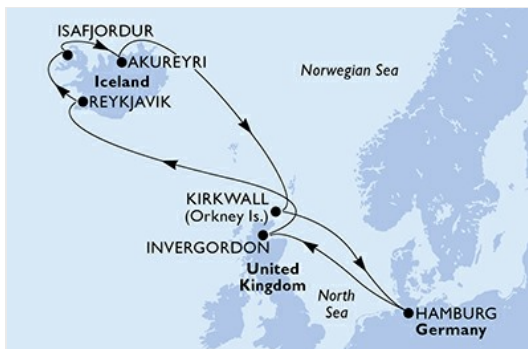 ISAFJORDUR
AKUREYRI
Iceland
REYKJAVIK
Norwegian Sea
KIRKWALL
(Orkney Is.)
INVERGORDON
United
Kingdom
North
Sea
HAMBURG
Germany